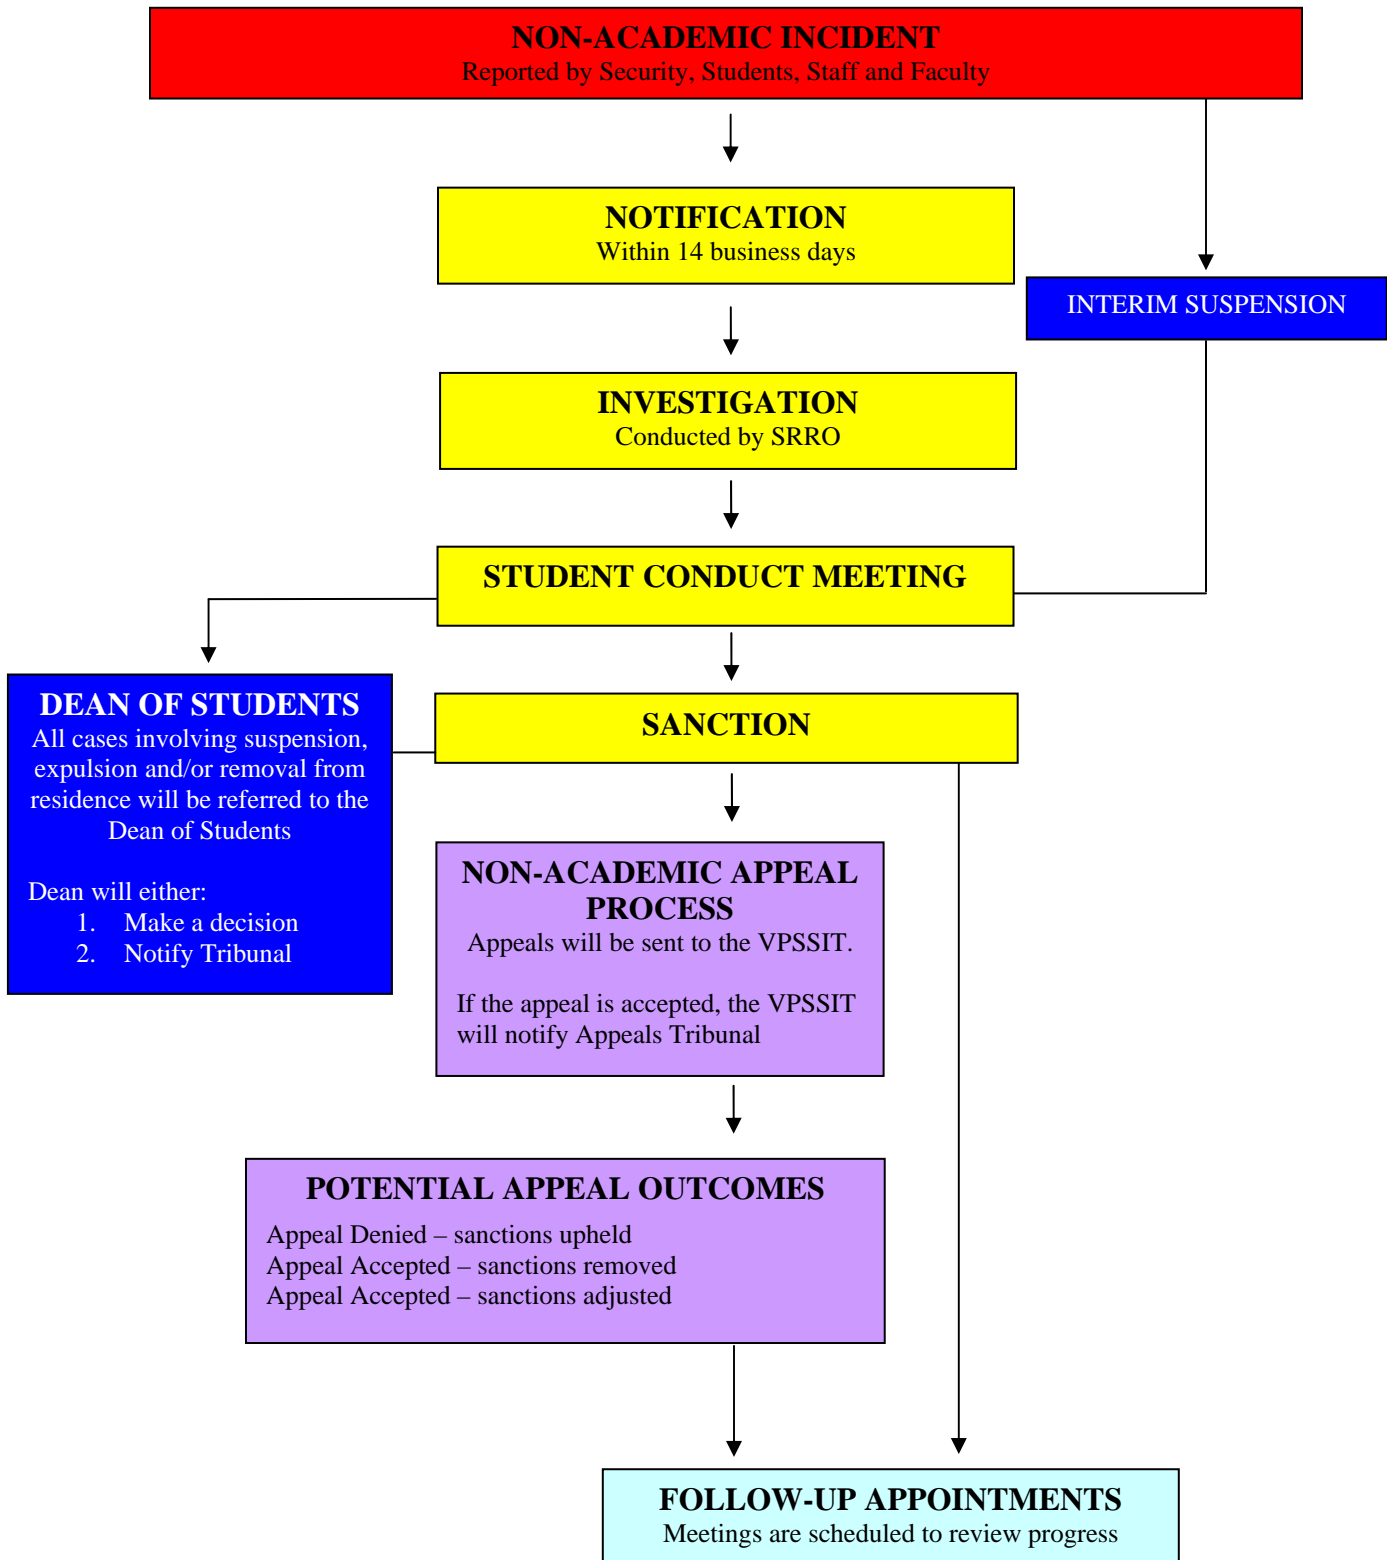 NON-ACADEMIC INCIDENT
Reported by Security, Students, Staff and Faculty
NOTIFICATION
Within 14 business days
INTERIM SUSPENSION
INVESTIGATION
Conducted by SRRO
STUDENT CONDUCT MEETING
DEAN OF STUDENTS
All cases involving suspension,
expulsion and/or removal from
residence will be referred to the
Dean of Students
Dean will either:
1. Make a decision
2. Notify Tribunal
SANCTION
NON-ACADEMIC APPEAL
PROCESS
Appeals will be sent to the VPSSIT.
If the appeal is accepted, the VPSSIT
will notify Appeals Tribunal
POTENTIAL APPEAL OUTCOMES
Appeal Denied – sanctions upheld
Appeal Accepted – sanctions removed
Appeal Accepted – sanctions adjusted
FOLLOW-UP APPOINTMENTS
Meetings are scheduled to review progress